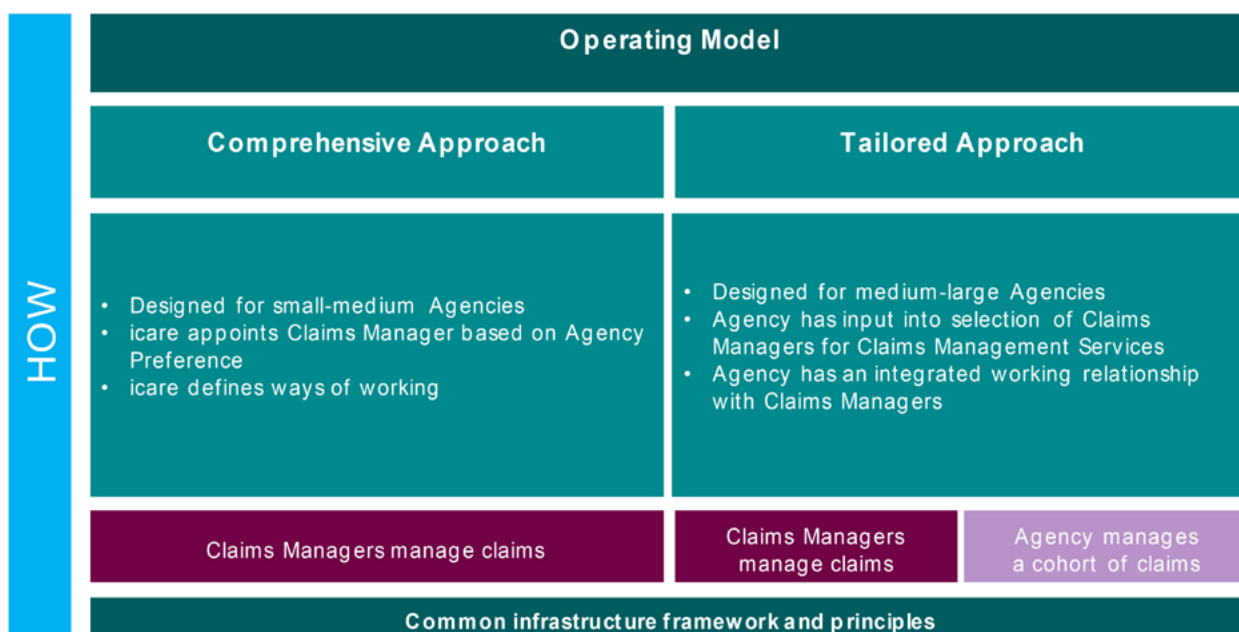 HOW
Operating Model
Comprehensive Approach
Tailored Approach
• Designed for small-medium Agencies
• icare appoints Claims Manager based on Agency
Preference
• icare defines ways of working
• Designed for medium-large Agencies
• Agency has input into selection of Claims
Managers for Claims Management Services
• Agency has an integrated working relationship
with Claims Managers
Claims Managers manage claims
Claims Managers
manage claims
Agency manages
a cohort of claims
Common infrastructure framework and principles